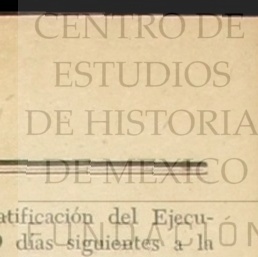 CENTRO DE
ESTUDIOS
DE HISTORIA
DE MEXICO
atificación del Ejecu-
días siguientes a la
FUNDACIÓN